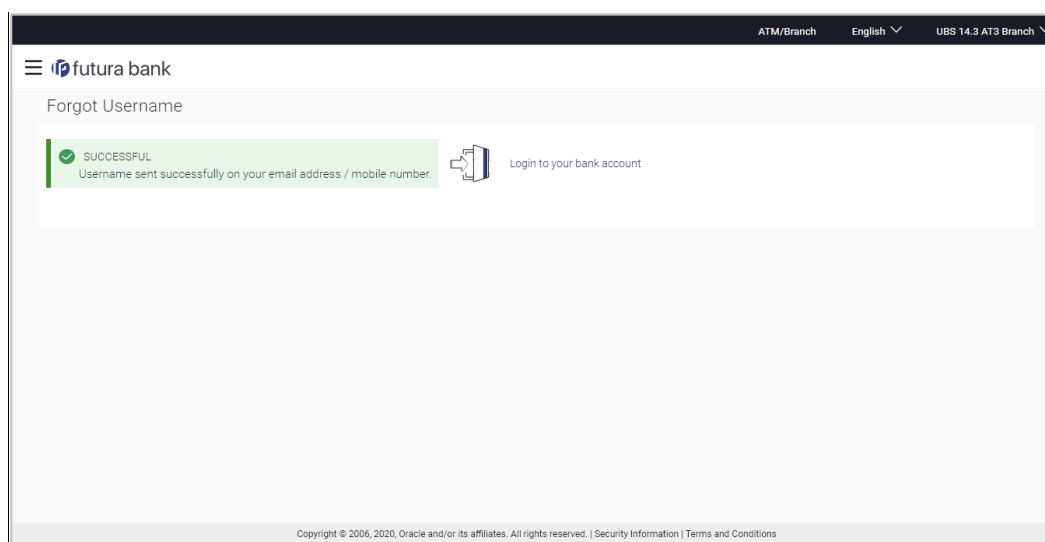 ATM/Branch English UBS 14.3 AT3 Branch
futura bank
Forgot Username
SUCCESSFUL
Username sent successfully on your email address / mobile number.
Login to your bank account
Copyright © 2006, 2020, Oracle and/or its affiliates. All rights reserved. | Security Information | Terms and Conditions